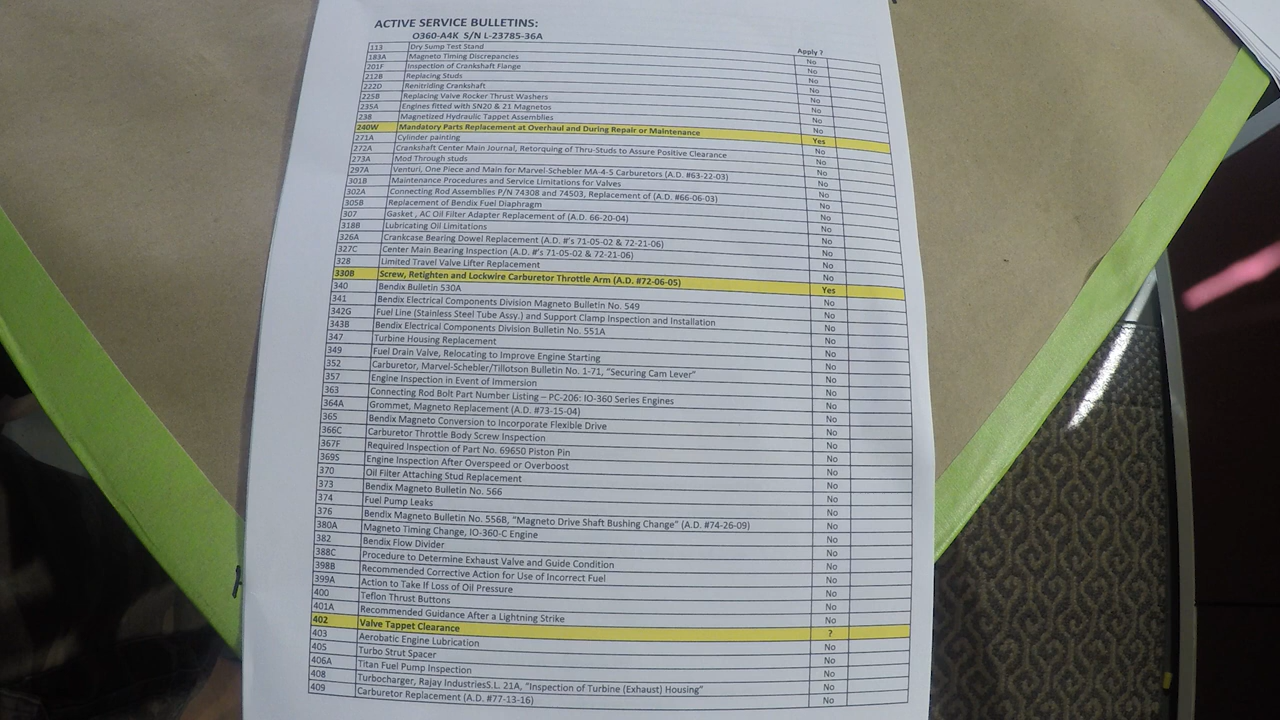 ACTIVE SERVICE BULLETINS:
O360-A4K S/N L-23785-36A
Apply ?
113 Dry Sump Test Stand No
183A Magneto Timing Discrepancies No
201F Inspection of Crankshaft Flange No
212B Replacing Studs No
222D Renitriding Crankshaft No
225B Replacing Valve Rocker Thrust Washers No
235A Engines fitted with SN20 & 21 Magnetos No
238 Magnetized Hydraulic Tappet Assemblies No
240W Mandatory Parts Replacement at Overhaul and During Repair or Maintenance Yes
271A Cylinder painting No
272A Crankshaft Center Main Journal, Retorquing of Thru-Studs to Assure Positive Clearance No
273A Mod Through studs No
297A Venturi, One Piece and Main for Marvel-Schebler MA-4-5 Carburetors (A.D. #63-22-03) No
301B Maintenance Procedures and Service Limitations for Valves No
302A Connecting Rod Assemblies P/N 74308 and 74503, Replacement of (A.D. #66-06-03) No
305B Replacement of Bendix Fuel Diaphragm No
307 Gasket , AC Oil Filter Adapter Replacement of (A.D. 66-20-04) No
318B Lubricating Oil Limitations No
326A Crankcase Bearing Dowel Replacement (A.D. #'s 71-05-02 & 72-21-06) No
327C Center Main Bearing Inspection (A.D. #'s 71-05-02 & 72-21-06) No
328 Limited Travel Valve Lifter Replacement No
330B Screw, Retighten and Lockwire Carburetor Throttle Arm (A.D. #72-06-05) Yes
340 Bendix Bulletin 530A No
341 Bendix Electrical Components Division Magneto Bulletin No. 549 No
342G Fuel Line (Stainless Steel Tube Assy.) and Support Clamp Inspection and Installation No
343B Bendix Electrical Components Division Bulletin No. 551A No
347 Turbine Housing Replacement No
349 Fuel Drain Valve, Relocating to Improve Engine Starting No
352 Carburetor, Marvel-Schebler/Tillotson Bulletin No. 1-71, "Securing Cam Lever" No
357 Engine Inspection in Event of Immersion No
363 Connecting Rod Bolt Part Number Listing – PC-206: IO-360 Series Engines No
364A Grommet, Magneto Replacement (A.D. #73-15-04) No
365 Bendix Magneto Conversion to Incorporate Flexible Drive No
366C Carburetor Throttle Body Screw Inspection No
367F Required Inspection of Part No. 69650 Piston Pin No
369S Engine Inspection After Overspeed or Overboost No
370 Oil Filter Attaching Stud Replacement No
373 Bendix Magneto Bulletin No. 566 No
374 Fuel Pump Leaks No
376 Bendix Magneto Bulletin No. 556B, "Magneto Drive Shaft Bushing Change" (A.D. #74-26-09) No
380A Magneto Timing Change, IO-360-C Engine No
382 Bendix Flow Divider No
388C Procedure to Determine Exhaust Valve and Guide Condition No
398B Recommended Corrective Action for Use of Incorrect Fuel No
399A Action to Take If Loss of Oil Pressure No
400 Teflon Thrust Buttons No
401A Recommended Guidance After a Lightning Strike No
402 Valve Tappet Clearance ?
403 Aerobatic Engine Lubrication No
405 Turbo Strut Spacer No
406A Titan Fuel Pump Inspection No
408 Turbocharger, Rajay IndustriesS.L. 21A, "Inspection of Turbine (Exhaust) Housing" No
409 Carburetor Replacement (A.D. #77-13-16) No